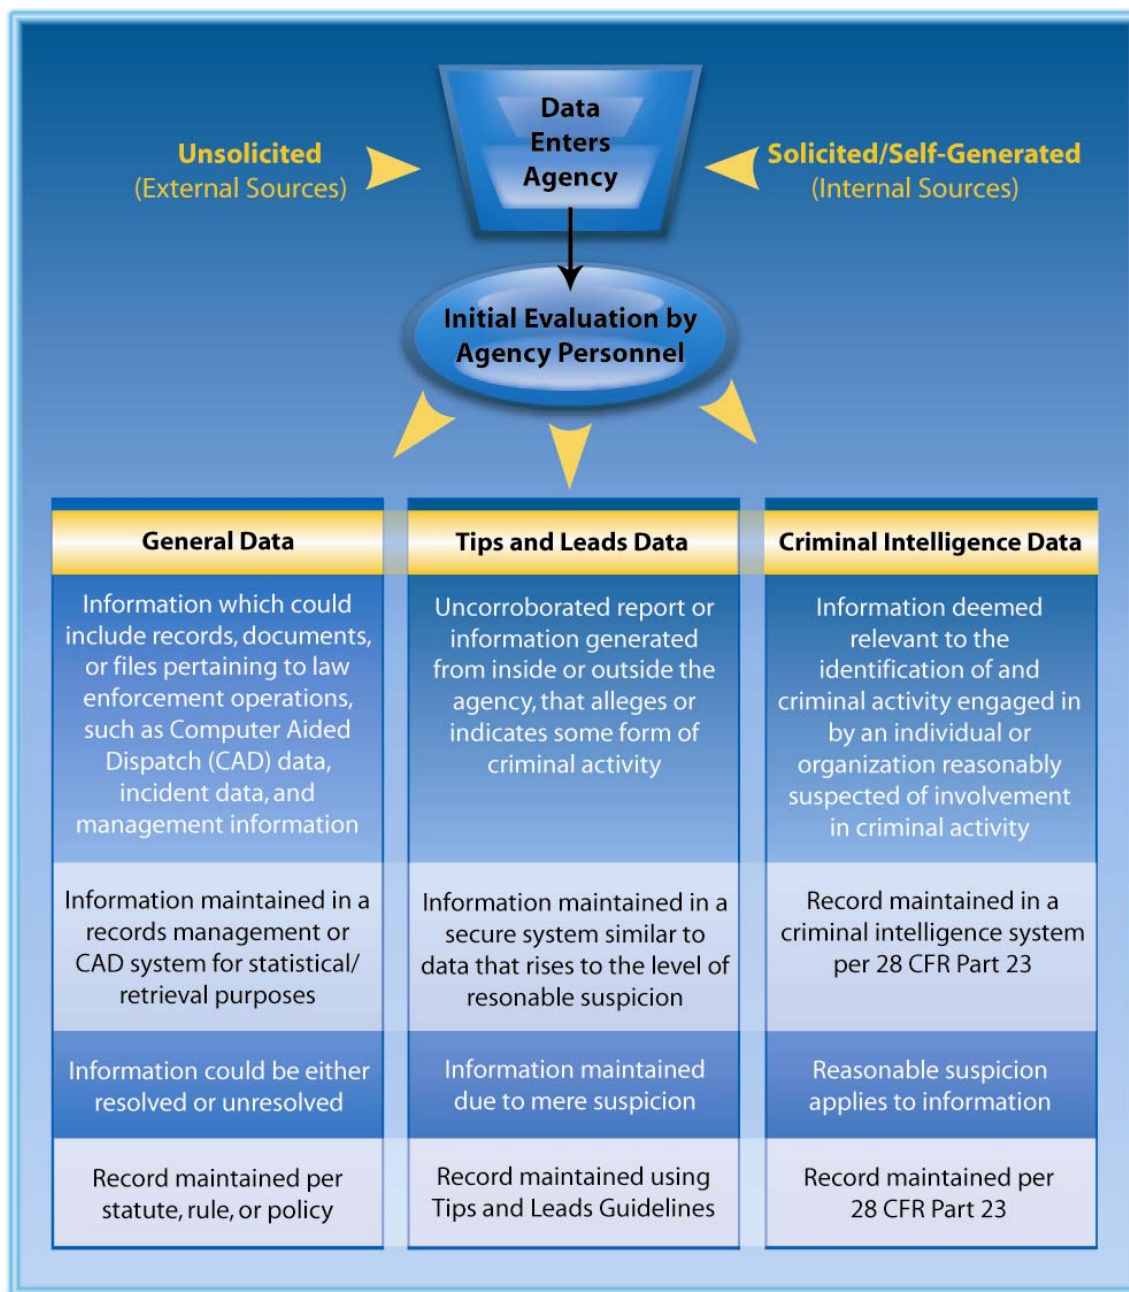 Data
Enters
Agency
Unsolicited
(External Sources)
Solicited/Self-Generated
(Internal Sources)
Initial Evaluation by
Agency Personnel
General Data
Information which could
include records, documents,
or files pertaining to law
enforcement operations,
such as Computer Aided
Dispatch (CAD) data,
incident data, and
management information
Information maintained in a
records management or
CAD system for statistical/
retrieval purposes
Information could be either
resolved or unresolved
Record maintained per
statute, rule, or policy
Tips and Leads Data
Uncorroborated report or
information generated
from inside or outside the
agency, that alleges or
indicates some form of
criminal activity
Information maintained in a
secure system similar to
data that rises to the level of
resonable suspicion
Information maintained
due to mere suspicion
Record maintained using
Tips and Leads Guidelines
Criminal Intelligence Data
Information deemed
relevant to the
identification of and
criminal activity engaged in
by an individual or
organization reasonably
suspected of involvement
in criminal activity
Record maintained in a
criminal intelligence system
per 28 CFR Part 23
Reasonable suspicion
applies to information
Record maintained per
28 CFR Part 23